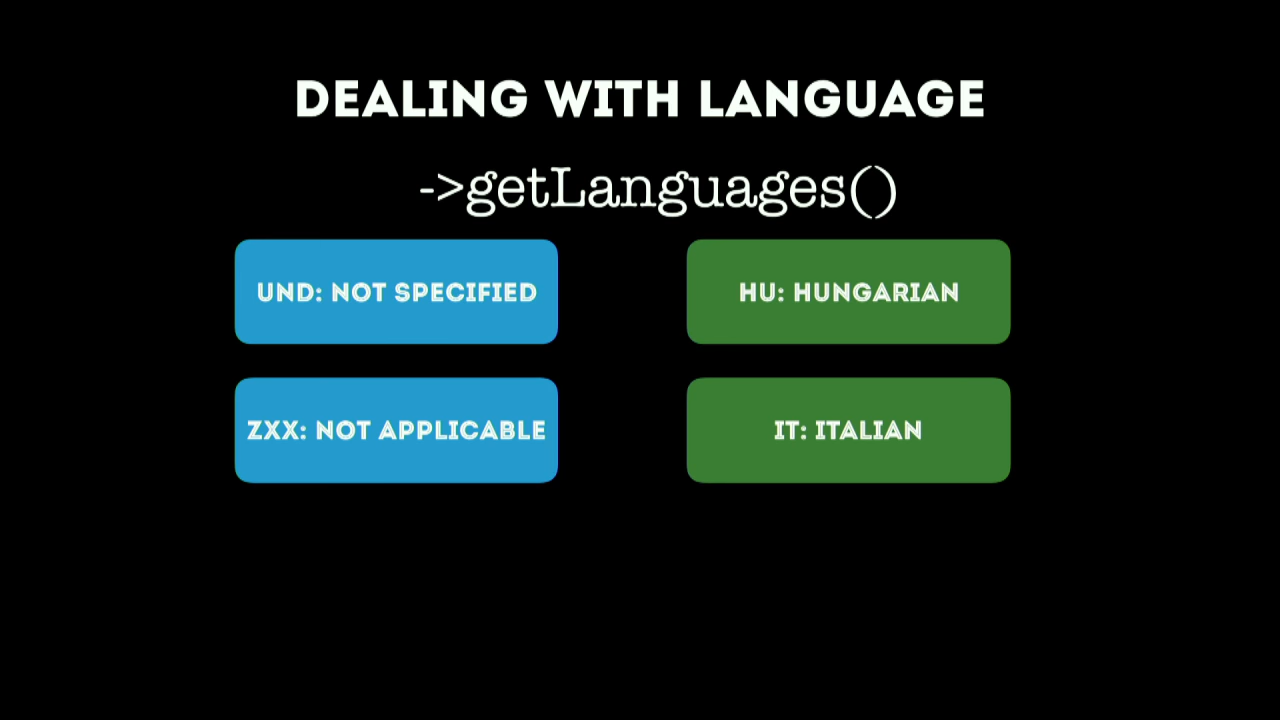 DEALING WITH LANGUAGE
->getLanguages()
UND: NOT SPECIFIED
HU: HUNGARIAN
ZXX: NOT APPLICABLE
IT: ITALIAN